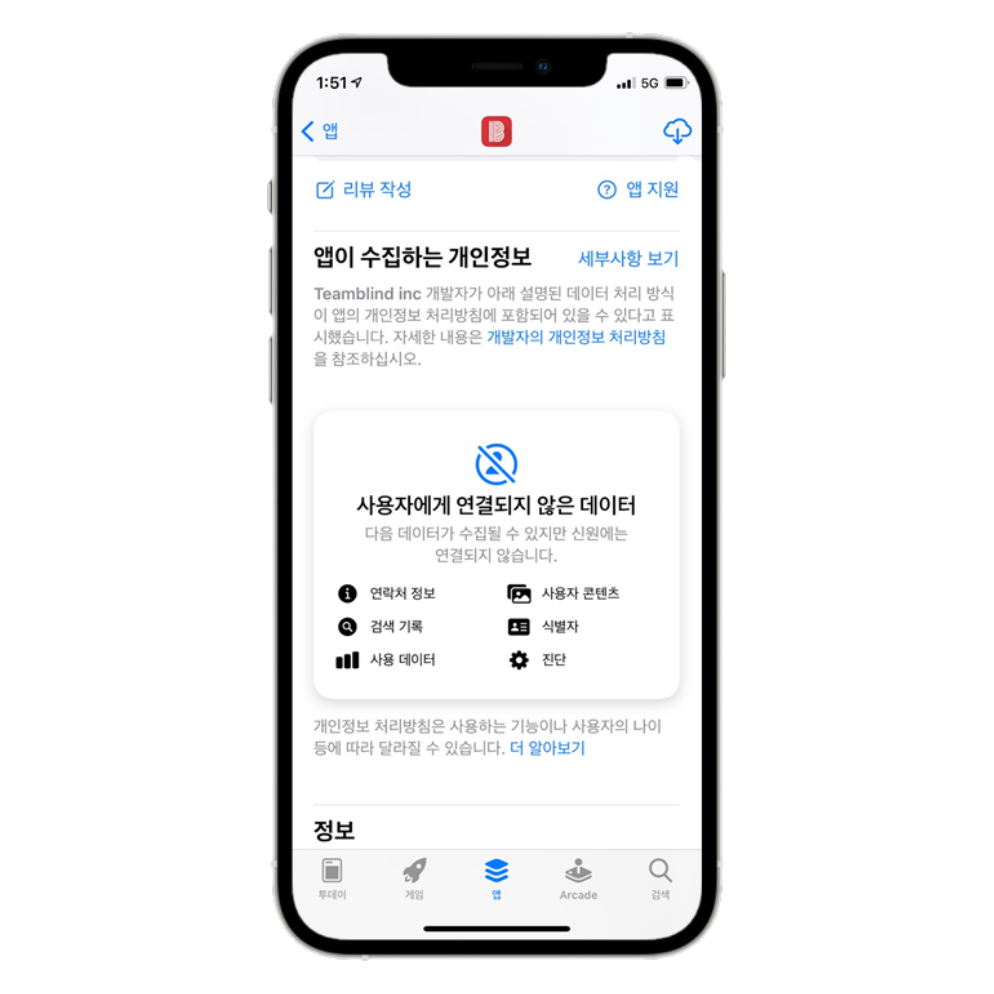 1:51
5G
앱
리뷰 작성
앱 지원
앱이 수집하는 개인정보
세부사항 보기
Teamblind inc 개발자가 아래 설명된 데이터 처리 방식
이 앱의 개인정보 처리방침에 포함되어 있을 수 있다고 표
시했습니다. 자세한 내용은 개발자의 개인정보 처리방침
을 참조하십시오.
사용자에게 연결되지 않은 데이터
다음 데이터가 수집될 수 있지만 신원에는
연결되지 않습니다.
연락처 정보
사용자 콘텐츠
검색 기록
식별자
사용 데이터
진단
개인정보 처리방침은 사용하는 기능이나 사용자의 나이
등에 따라 달라질 수 있습니다. 더 알아보기
정보
투데이
게임
앱
Arcade
검색